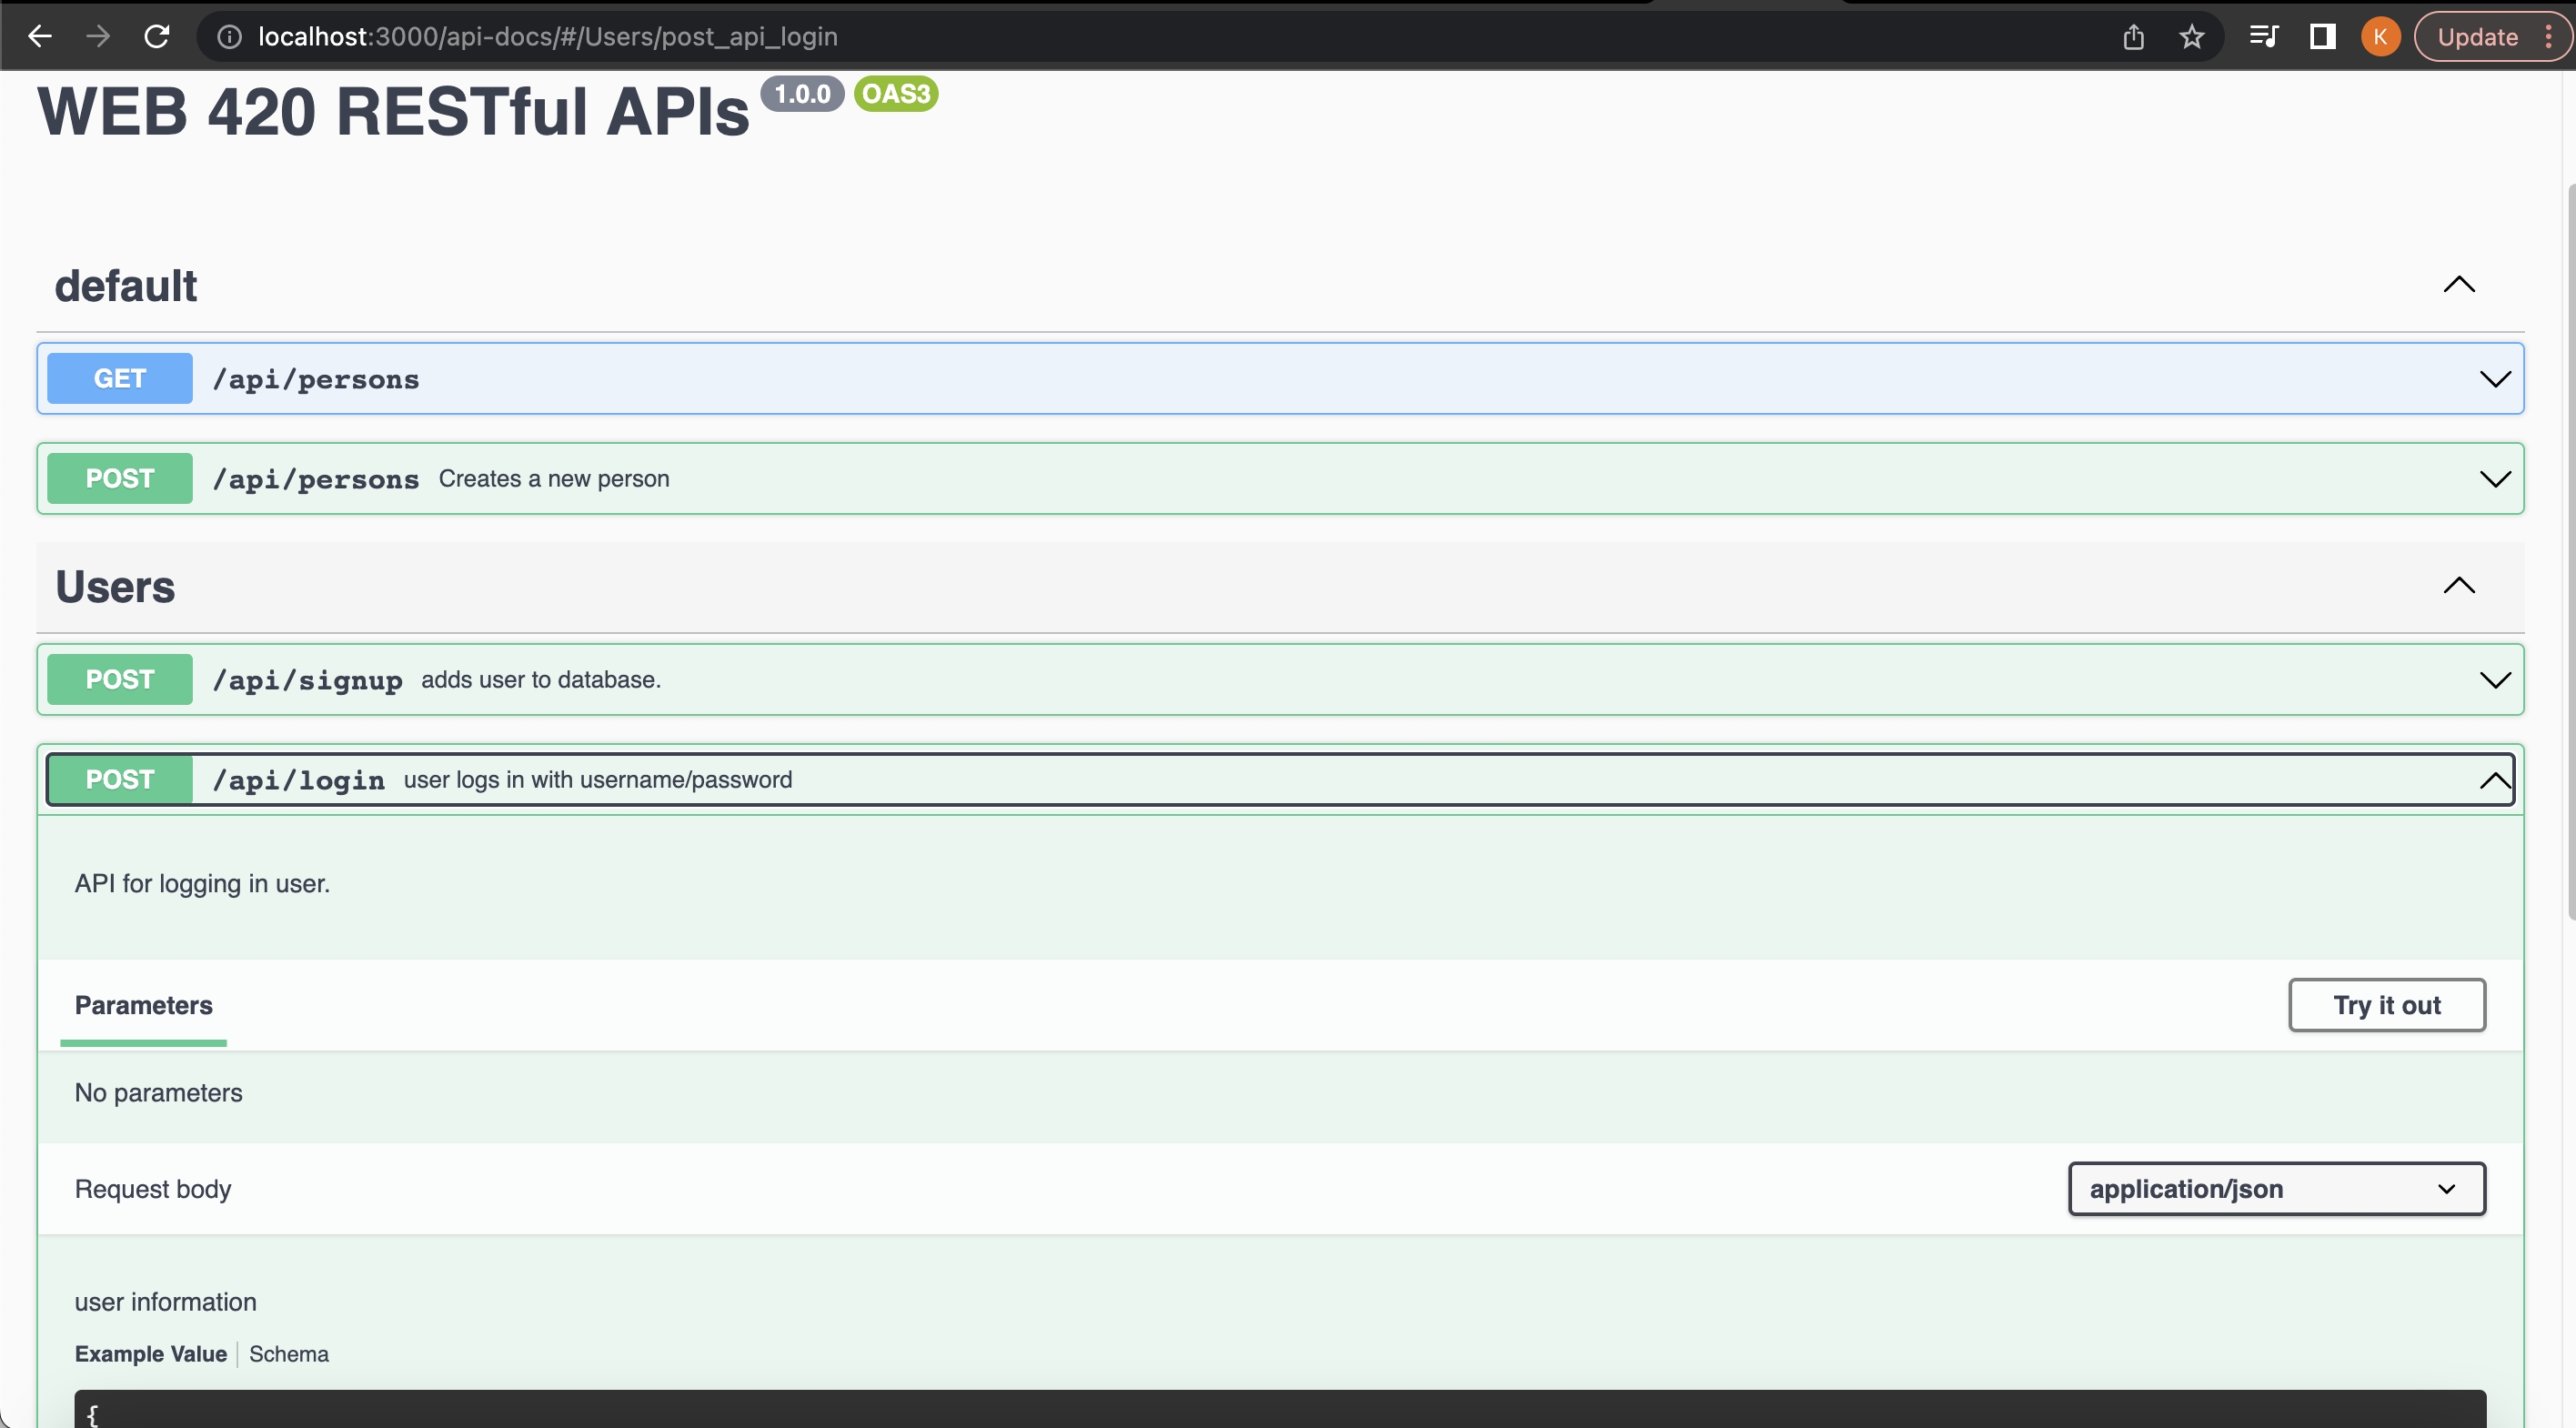 localhost:3000/api-docs/#/Users/post_api_login
K
Update
WEB 420 RESTful APIs 1.0.0 OAS3
default
GET /api/persons
POST /api/persons Creates a new person
Users
POST /api/signup adds user to database.
POST /api/login user logs in with username/password
API for logging in user.
Parameters
Try it out
No parameters
Request body
application/json
user information
Example Value Schema
{